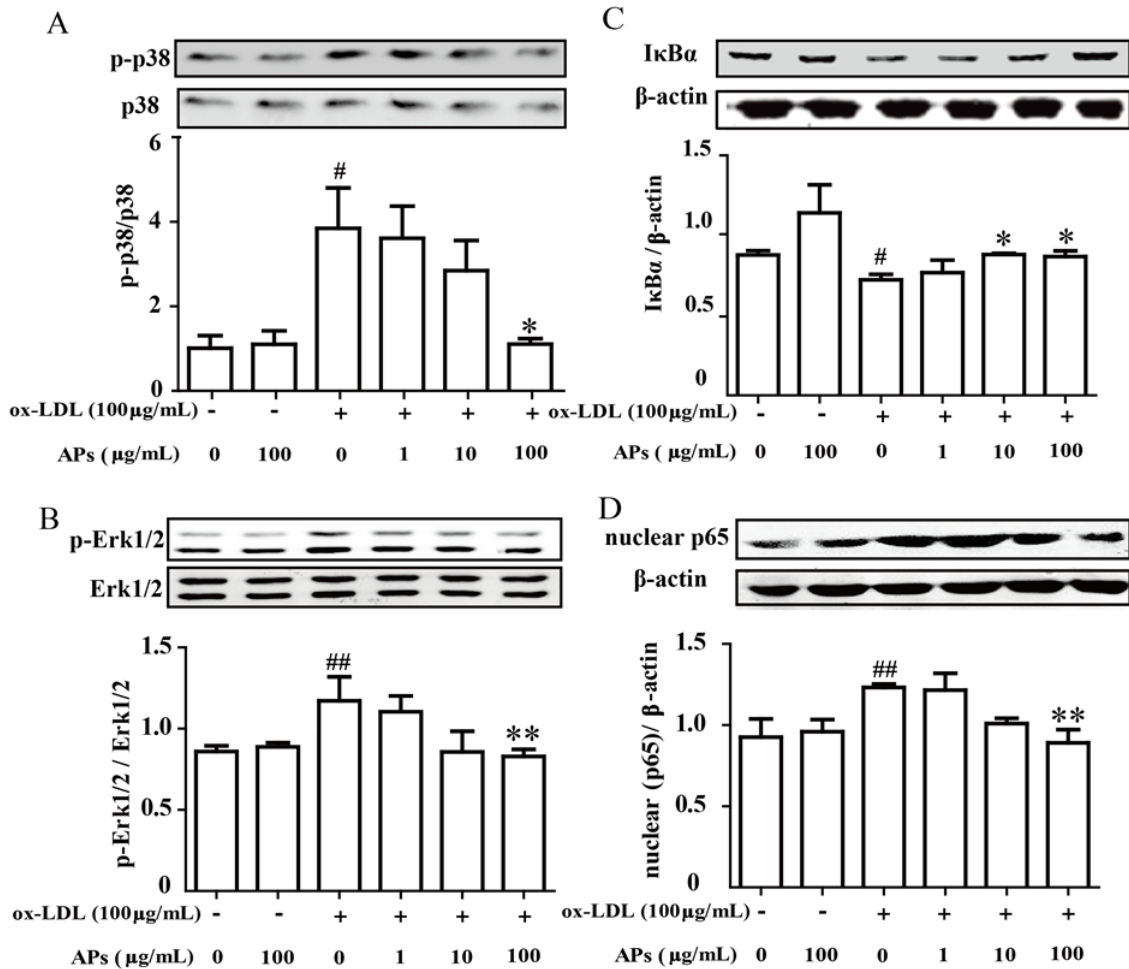 A
p-p38
p38
6
4
2
0
p-p38/p38
#
*
ox-LDL (100μg/mL) - - + + + +
APs ( μg/mL) 0 100 0 1 10 100
C
IκBα
β-actin
1.5
1.0
0.5
0
IκBα / β-actin
#
* *
ox-LDL (100μg/mL) - - + + + +
APs ( μg/mL) 0 100 0 1 10 100
B
p-Erk1/2
Erk1/2
1.5
1.0
0.5
0
p-Erk1/2 / Erk1/2
##
**
ox-LDL (100μg/mL) - - + + + +
APs ( μg/mL) 0 100 0 1 10 100
D
nuclear p65
β-actin
1.5
1.0
0.5
0
nuclear (p65)/ β-actin
##
**
ox-LDL (100μg/mL) - - + + + +
APs ( μg/mL) 0 100 0 1 10 100